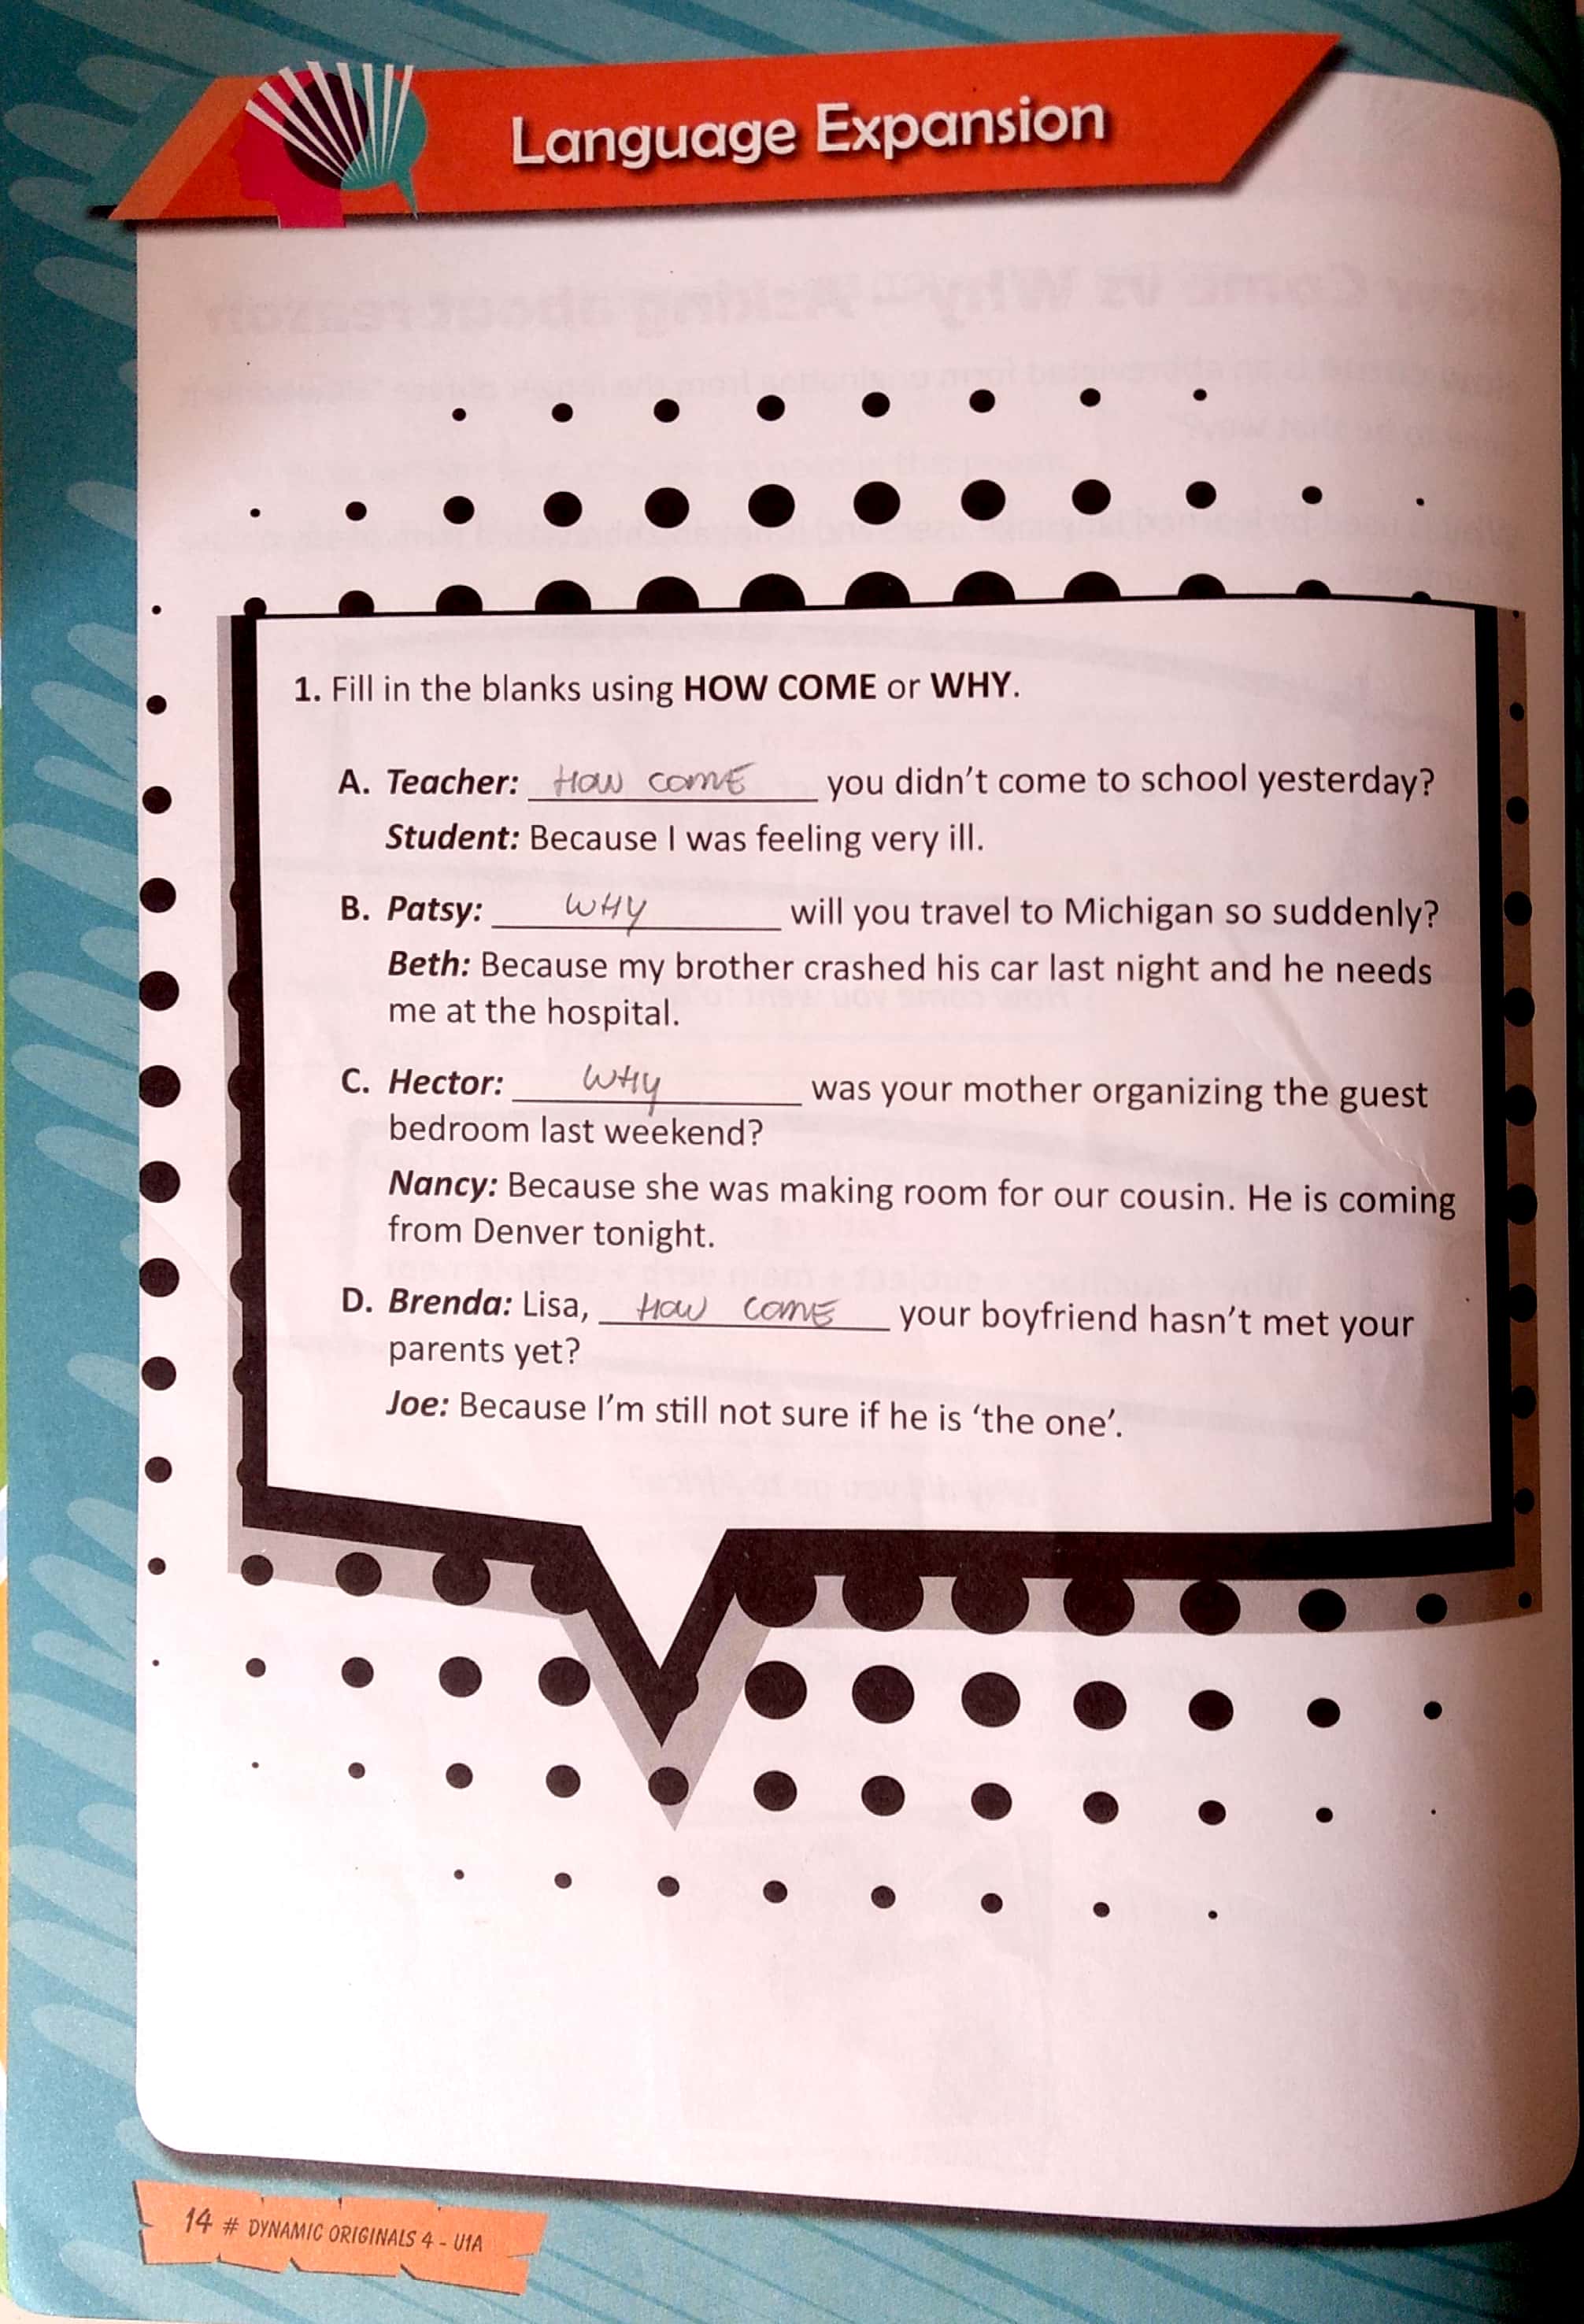 Language Expansion
1. Fill in the blanks using HOW COME or WHY.
A. Teacher: HOW COME you didn't come to school yesterday?
Student: Because I was feeling very ill.
B. Patsy: WHY will you travel to Michigan so suddenly?
Beth: Because my brother crashed his car last night and he needs
me at the hospital.
C. Hector: WHY was your mother organizing the guest
bedroom last weekend?
Nancy: Because she was making room for our cousin. He is coming
from Denver tonight.
D. Brenda: Lisa, HOW COME your boyfriend hasn't met your
parents yet?
Joe: Because I'm still not sure if he is 'the one'.
14 # DYNAMIC ORIGINALS 4 - U1A